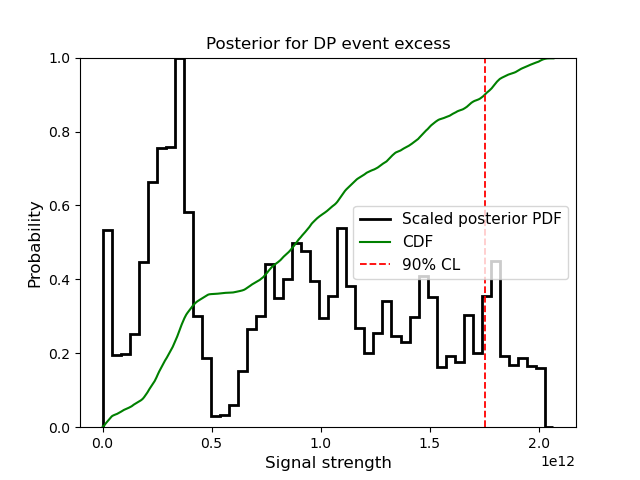 Posterior for DP event excess
1.0
0.8
0.6
0.4
0.2
0.0
Probability
Scaled posterior PDF
CDF
90% CL
0.0 0.5 1.0 1.5 2.0
1e12
Signal strength